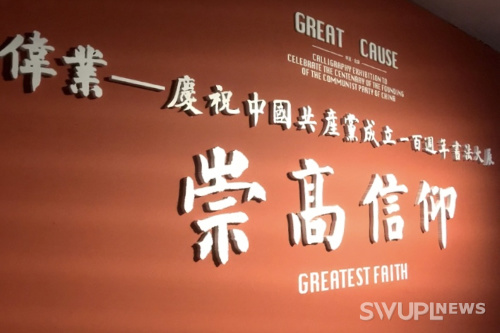 GREAT CAUSE
CALLIGRAPHY EXHIBITION TO
CELEBRATE THE CENTENARY OF THE FOUNDING
OF THE COMMUNIST PARTY OF CHINA
偉業——慶祝中國共產黨成立一百週年書法大展
崇高信仰
GREATEST FAITH
SWUPLNEWS